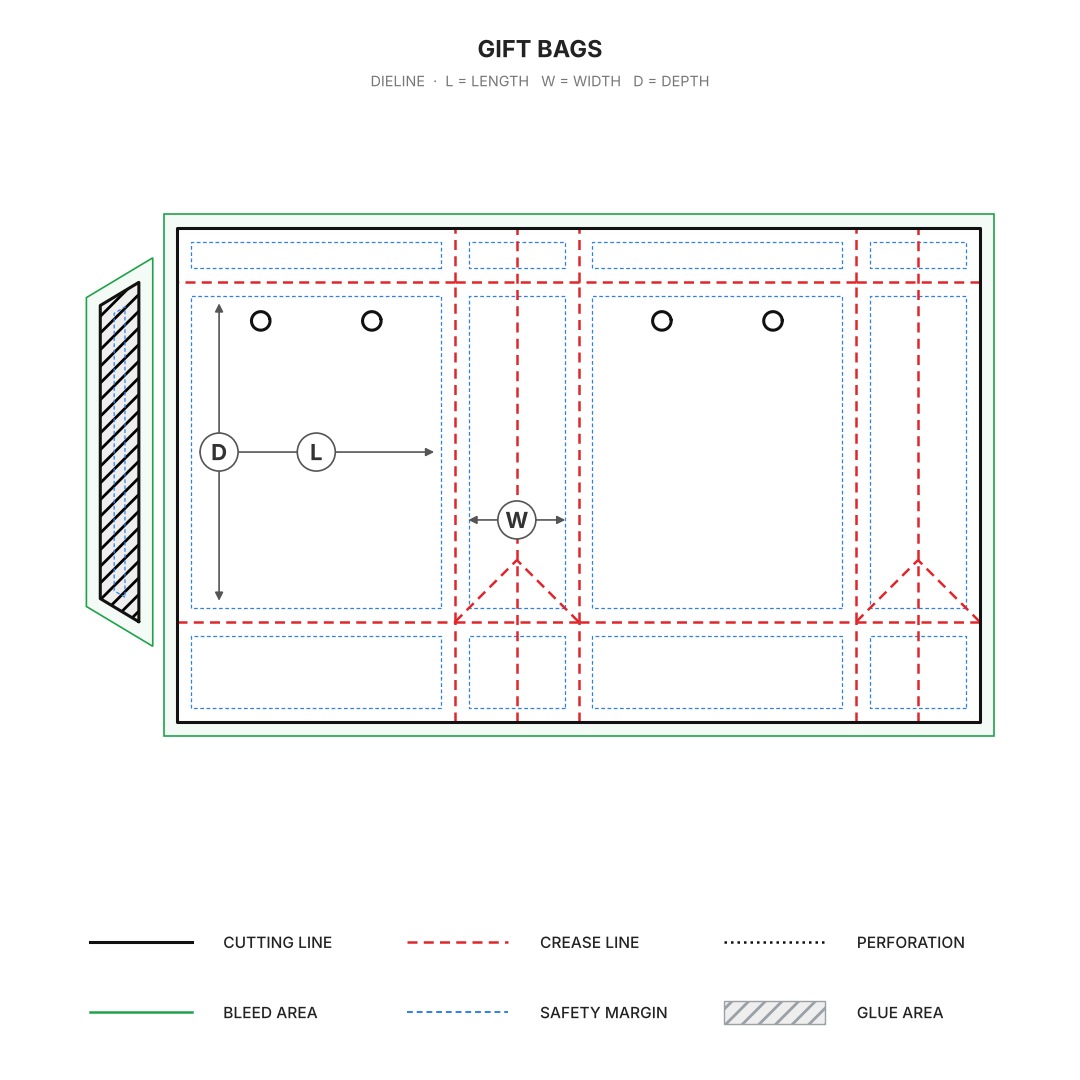 GIFT BAGS
DIELINE · L = LENGTH W = WIDTH D = DEPTH
D
L
W
CUTTING LINE
CREASE LINE
PERFORATION
BLEED AREA
SAFETY MARGIN
GLUE AREA